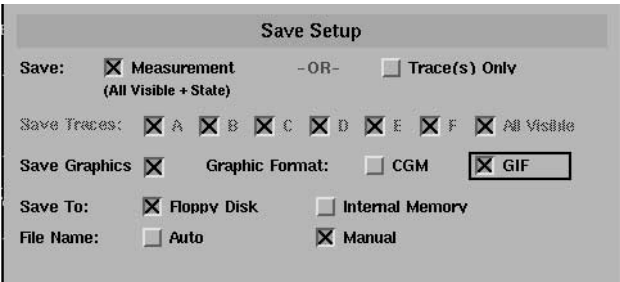 Save Setup
Save: Measurement -OR- Trace(s) Only
(All Visible + State)
Save Traces: A B C D E F All Visible
Save Graphics Graphic Format: CGM GIF
Save To: Floppy Disk Internal Memory
File Name: Auto Manual